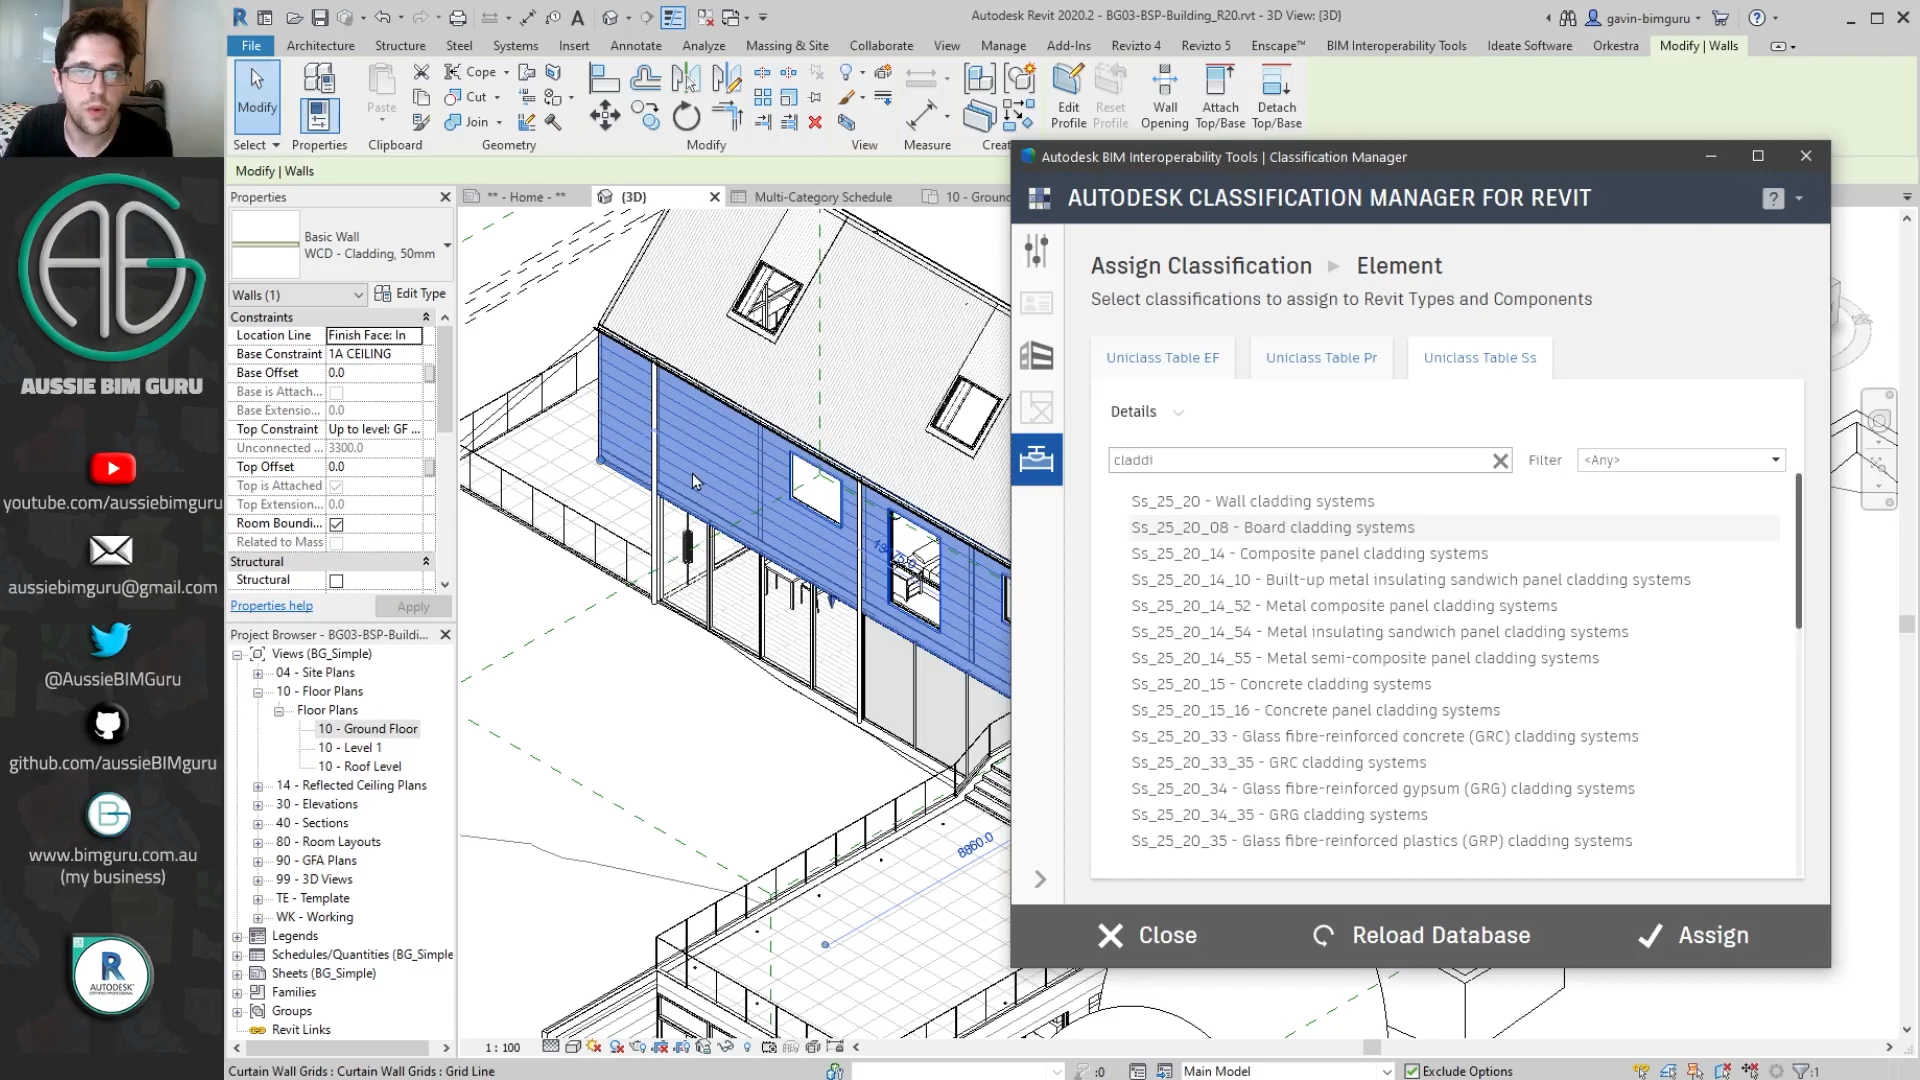 Autodesk Revit 2020.2 - BG03-BSP-Building_R20.rvt - 3D View: {3D}
gavin-bimguru
File Architecture Structure Steel Systems Insert Annotate Analyze Massing & Site Collaborate View Manage Add-Ins Revizto 4 Revizto 5 Enscape™ BIM Interoperability Tools Ideate Software Orkestra Modify | Walls
Modify
Paste
Cope
Cut
Join
Edit Profile
Reset Profile
Wall Opening
Attach Top/Base
Detach Top/Base
Select Properties Clipboard Geometry Modify View Measure Creat
Modify | Walls
Properties
** - Home - **
{3D}
Multi-Category Schedule
10 - Ground
Basic Wall
WCD - Cladding, 50mm
Walls (1)
Edit Type
Constraints
Location Line Finish Face: In
Base Constraint 1A CEILING
Base Offset 0.0
Base is Attach...
Base Extensio... 0.0
Top Constraint Up to level: GF ...
Unconnected ... 3300.0
Top Offset 0.0
Top is Attached
Top Extension... 0.0
Room Boundi...
Related to Mass
Structural
Structural
Properties help
Apply
Project Browser - BG03-BSP-Buildi...
Views (BG_Simple)
04 - Site Plans
10 - Floor Plans
Floor Plans
10 - Ground Floor
10 - Level 1
10 - Roof Level
14 - Reflected Ceiling Plans
30 - Elevations
40 - Sections
80 - Room Layouts
90 - GFA Plans
99 - 3D Views
TE - Template
WK - Working
Legends
Schedules/Quantities (BG_Simple
Sheets (BG_Simple)
Families
Groups
Revit Links
8860.0
1 : 100
Curtain Wall Grids : Curtain Wall Grids : Grid Line
:0
Main Model
Exclude Options
:1
Autodesk BIM Interoperability Tools | Classification Manager
AUTODESK CLASSIFICATION MANAGER FOR REVIT
?
Assign Classification Element
Select classifications to assign to Revit Types and Components
Uniclass Table EF
Uniclass Table Pr
Uniclass Table Ss
Details
claddi
Filter
<Any>
Ss_25_20 - Wall cladding systems
Ss_25_20_08 - Board cladding systems
Ss_25_20_14 - Composite panel cladding systems
Ss_25_20_14_10 - Built-up metal insulating sandwich panel cladding systems
Ss_25_20_14_52 - Metal composite panel cladding systems
Ss_25_20_14_54 - Metal insulating sandwich panel cladding systems
Ss_25_20_14_55 - Metal semi-composite panel cladding systems
Ss_25_20_15 - Concrete cladding systems
Ss_25_20_15_16 - Concrete panel cladding systems
Ss_25_20_33 - Glass fibre-reinforced concrete (GRC) cladding systems
Ss_25_20_33_35 - GRC cladding systems
Ss_25_20_34 - Glass fibre-reinforced gypsum (GRG) cladding systems
Ss_25_20_34_35 - GRG cladding systems
Ss_25_20_35 - Glass fibre-reinforced plastics (GRP) cladding systems
Close
Reload Database
Assign
AUSSIE BIM GURU
youtube.com/aussiebimguru
aussiebimguru@gmail.com
@AussieBIMGuru
github.com/aussieBIMguru
www.bimguru.com.au
(my business)
R
AUTODESK